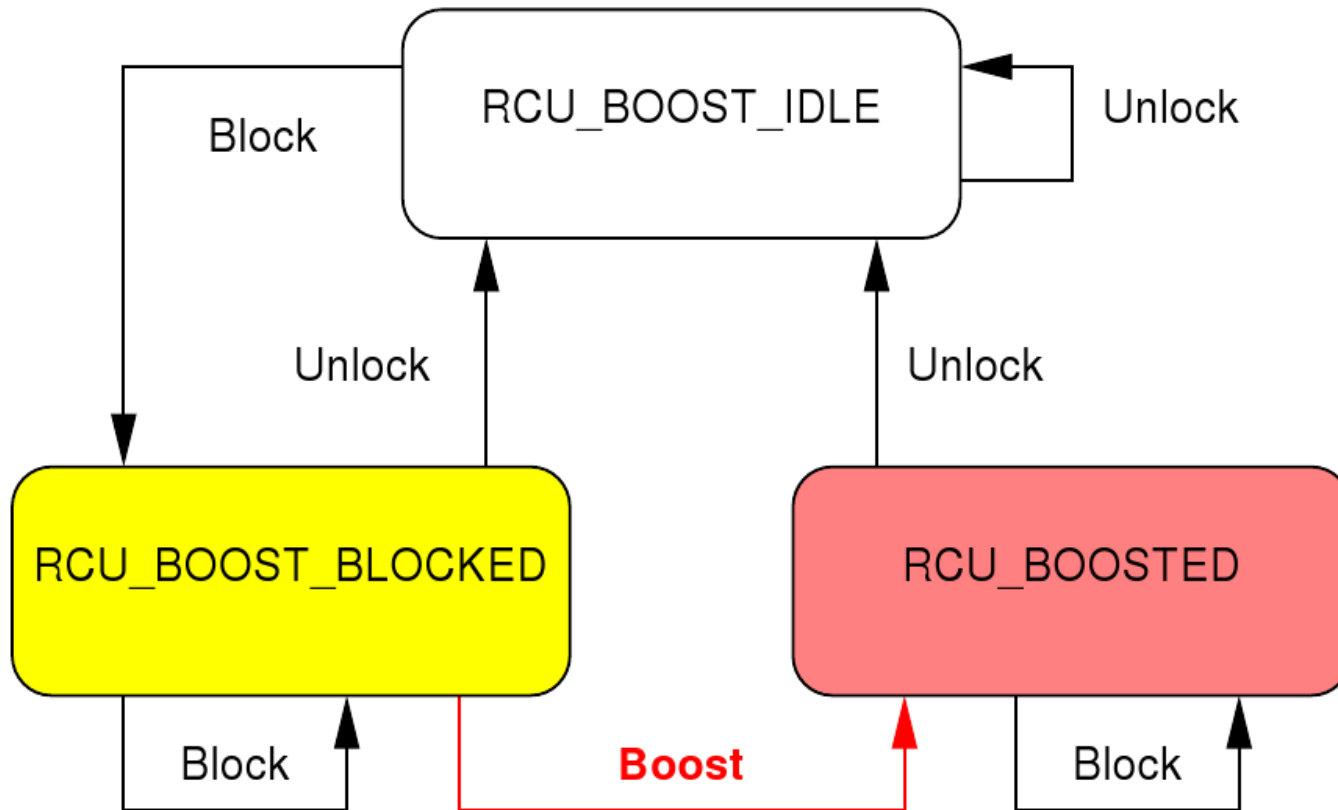 RCU_BOOST_IDLE
Unlock
Block
Unlock
Unlock
RCU_BOOST_BLOCKED
RCU_BOOSTED
Block
Boost
Block